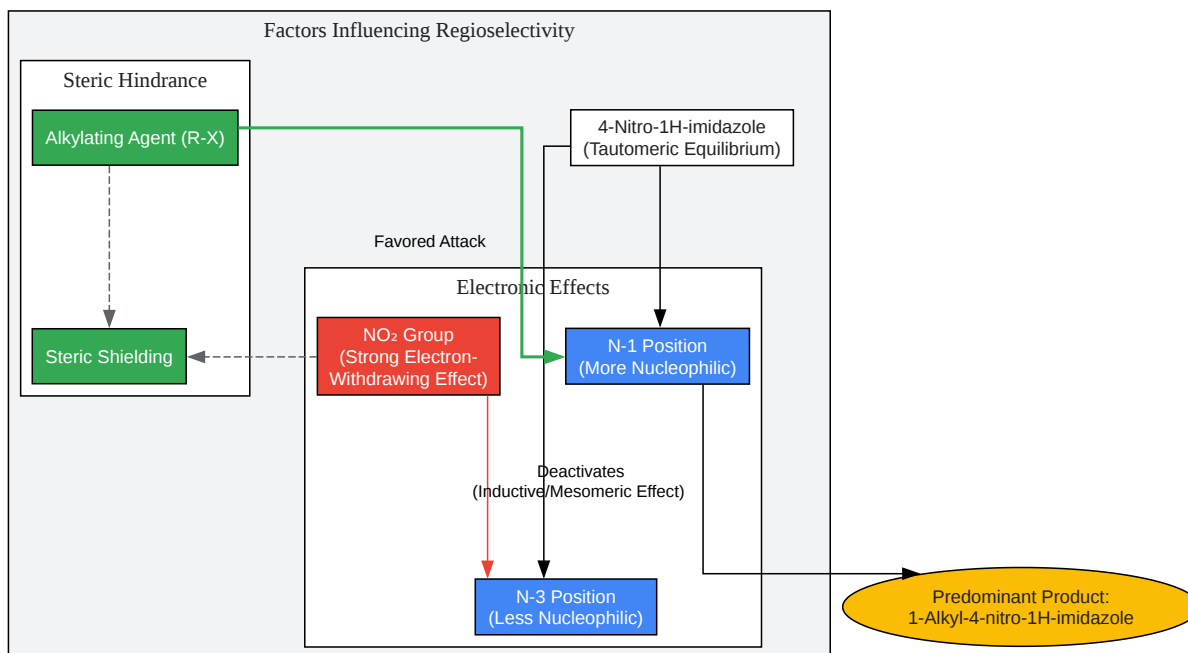 Factors Influencing Regioselectivity
Steric Hindrance
Alkylating Agent (R-X)
4-Nitro-1H-imidazole
(Tautomeric Equilibrium)
Favored Attack
Electronic Effects
Steric Shielding
NO₂ Group
(Strong Electron-
Withdrawing Effect)
N-1 Position
(More Nucleophilic)
Deactivates
(Inductive/Mesomeric Effect)
N-3 Position
(Less Nucleophilic)
Predominant Product:
1-Alkyl-4-nitro-1H-imidazole